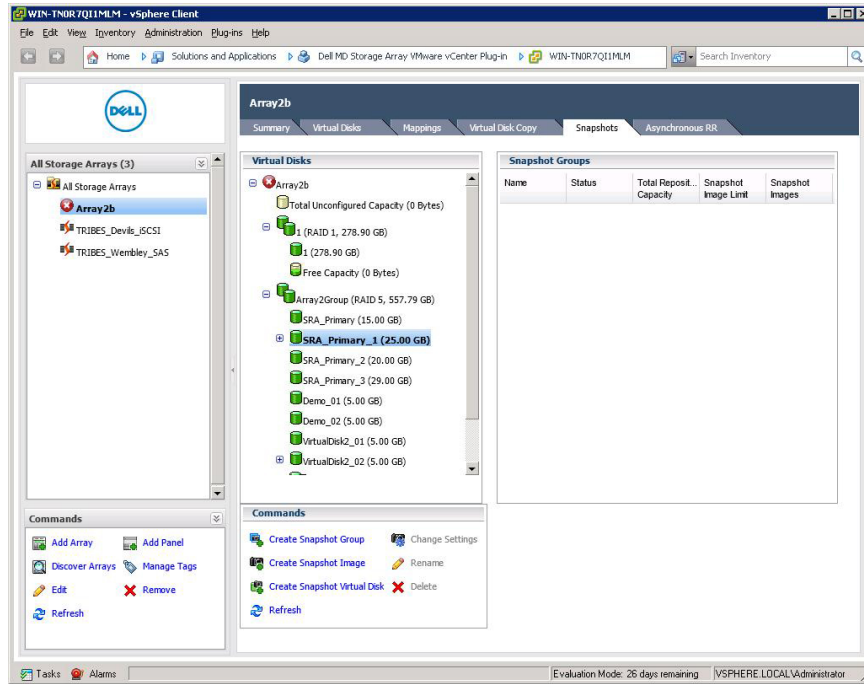 WIN-TN0R7QI1MLM - vSphere Client
File Edit View Inventory Administration Plug-ins Help
Home Solutions and Applications Dell MD Storage Array VMware vCenter Plug-in WIN-TN0R7QI1MLM Search Inventory
DELL
Array2b
Summary Virtual Disks Mappings Virtual Disk Copy Snapshots Asynchronous RR
All Storage Arrays (3)
All Storage Arrays
Array2b
TRIBES_Devils_iSCSI
TRIBES_Wembley_SAS
Virtual Disks
Array2b
Total Unconfigured Capacity (0 Bytes)
1 (RAID 1, 278.90 GB)
1 (278.90 GB)
Free Capacity (0 Bytes)
Array2Group (RAID 5, 557.79 GB)
SRA_Primary (15.00 GB)
SRA_Primary_1 (25.00 GB)
SRA_Primary_2 (20.00 GB)
SRA_Primary_3 (29.00 GB)
Demo_01 (5.00 GB)
Demo_02 (5.00 GB)
VirtualDisk2_01 (5.00 GB)
VirtualDisk2_02 (5.00 GB)
Snapshot Groups
Name Status Total Reposit... Snapshot Snapshot
Capacity Image Limit Images
Commands
Add Array Add Panel
Discover Arrays Manage Tags
Edit Remove
Refresh
Commands
Create Snapshot Group Change Settings
Create Snapshot Image Rename
Create Snapshot Virtual Disk Delete
Refresh
Tasks Alarms Evaluation Mode: 26 days remaining VSPHERE.LOCAL\Administrator